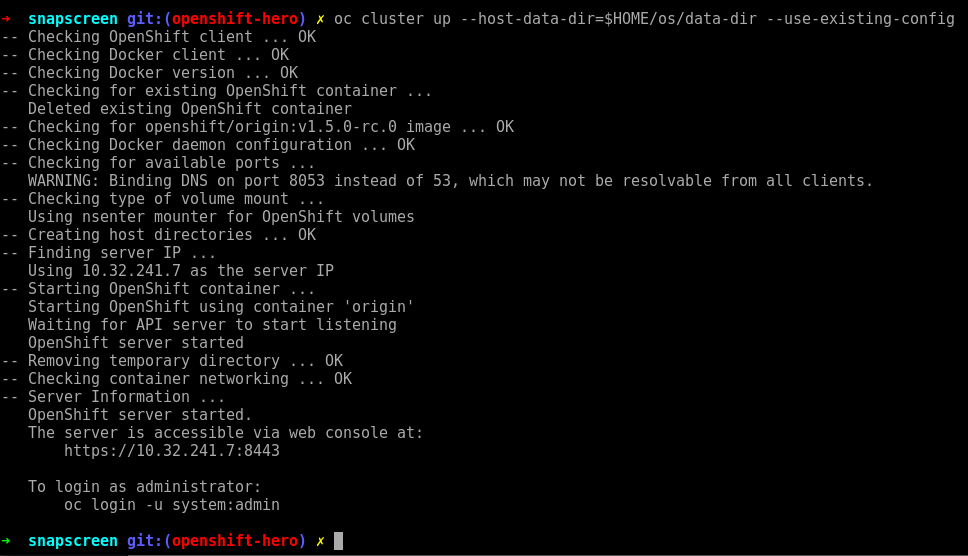 ➜  snapscreen git:(openshift-hero) ✗ oc cluster up --host-data-dir=$HOME/os/data-dir --use-existing-config
-- Checking OpenShift client ... OK
-- Checking Docker client ... OK
-- Checking Docker version ... OK
-- Checking for existing OpenShift container ...
   Deleted existing OpenShift container
-- Checking for openshift/origin:v1.5.0-rc.0 image ... OK
-- Checking Docker daemon configuration ... OK
-- Checking for available ports ...
   WARNING: Binding DNS on port 8053 instead of 53, which may not be resolvable from all clients.
-- Checking type of volume mount ...
   Using nsenter mounter for OpenShift volumes
-- Creating host directories ... OK
-- Finding server IP ...
   Using 10.32.241.7 as the server IP
-- Starting OpenShift container ...
   Starting OpenShift using container 'origin'
   Waiting for API server to start listening
   OpenShift server started
-- Removing temporary directory ... OK
-- Checking container networking ... OK
-- Server Information ...
   OpenShift server started.
   The server is accessible via web console at:
       https://10.32.241.7:8443

   To login as administrator:
       oc login -u system:admin

➜  snapscreen git:(openshift-hero) ✗